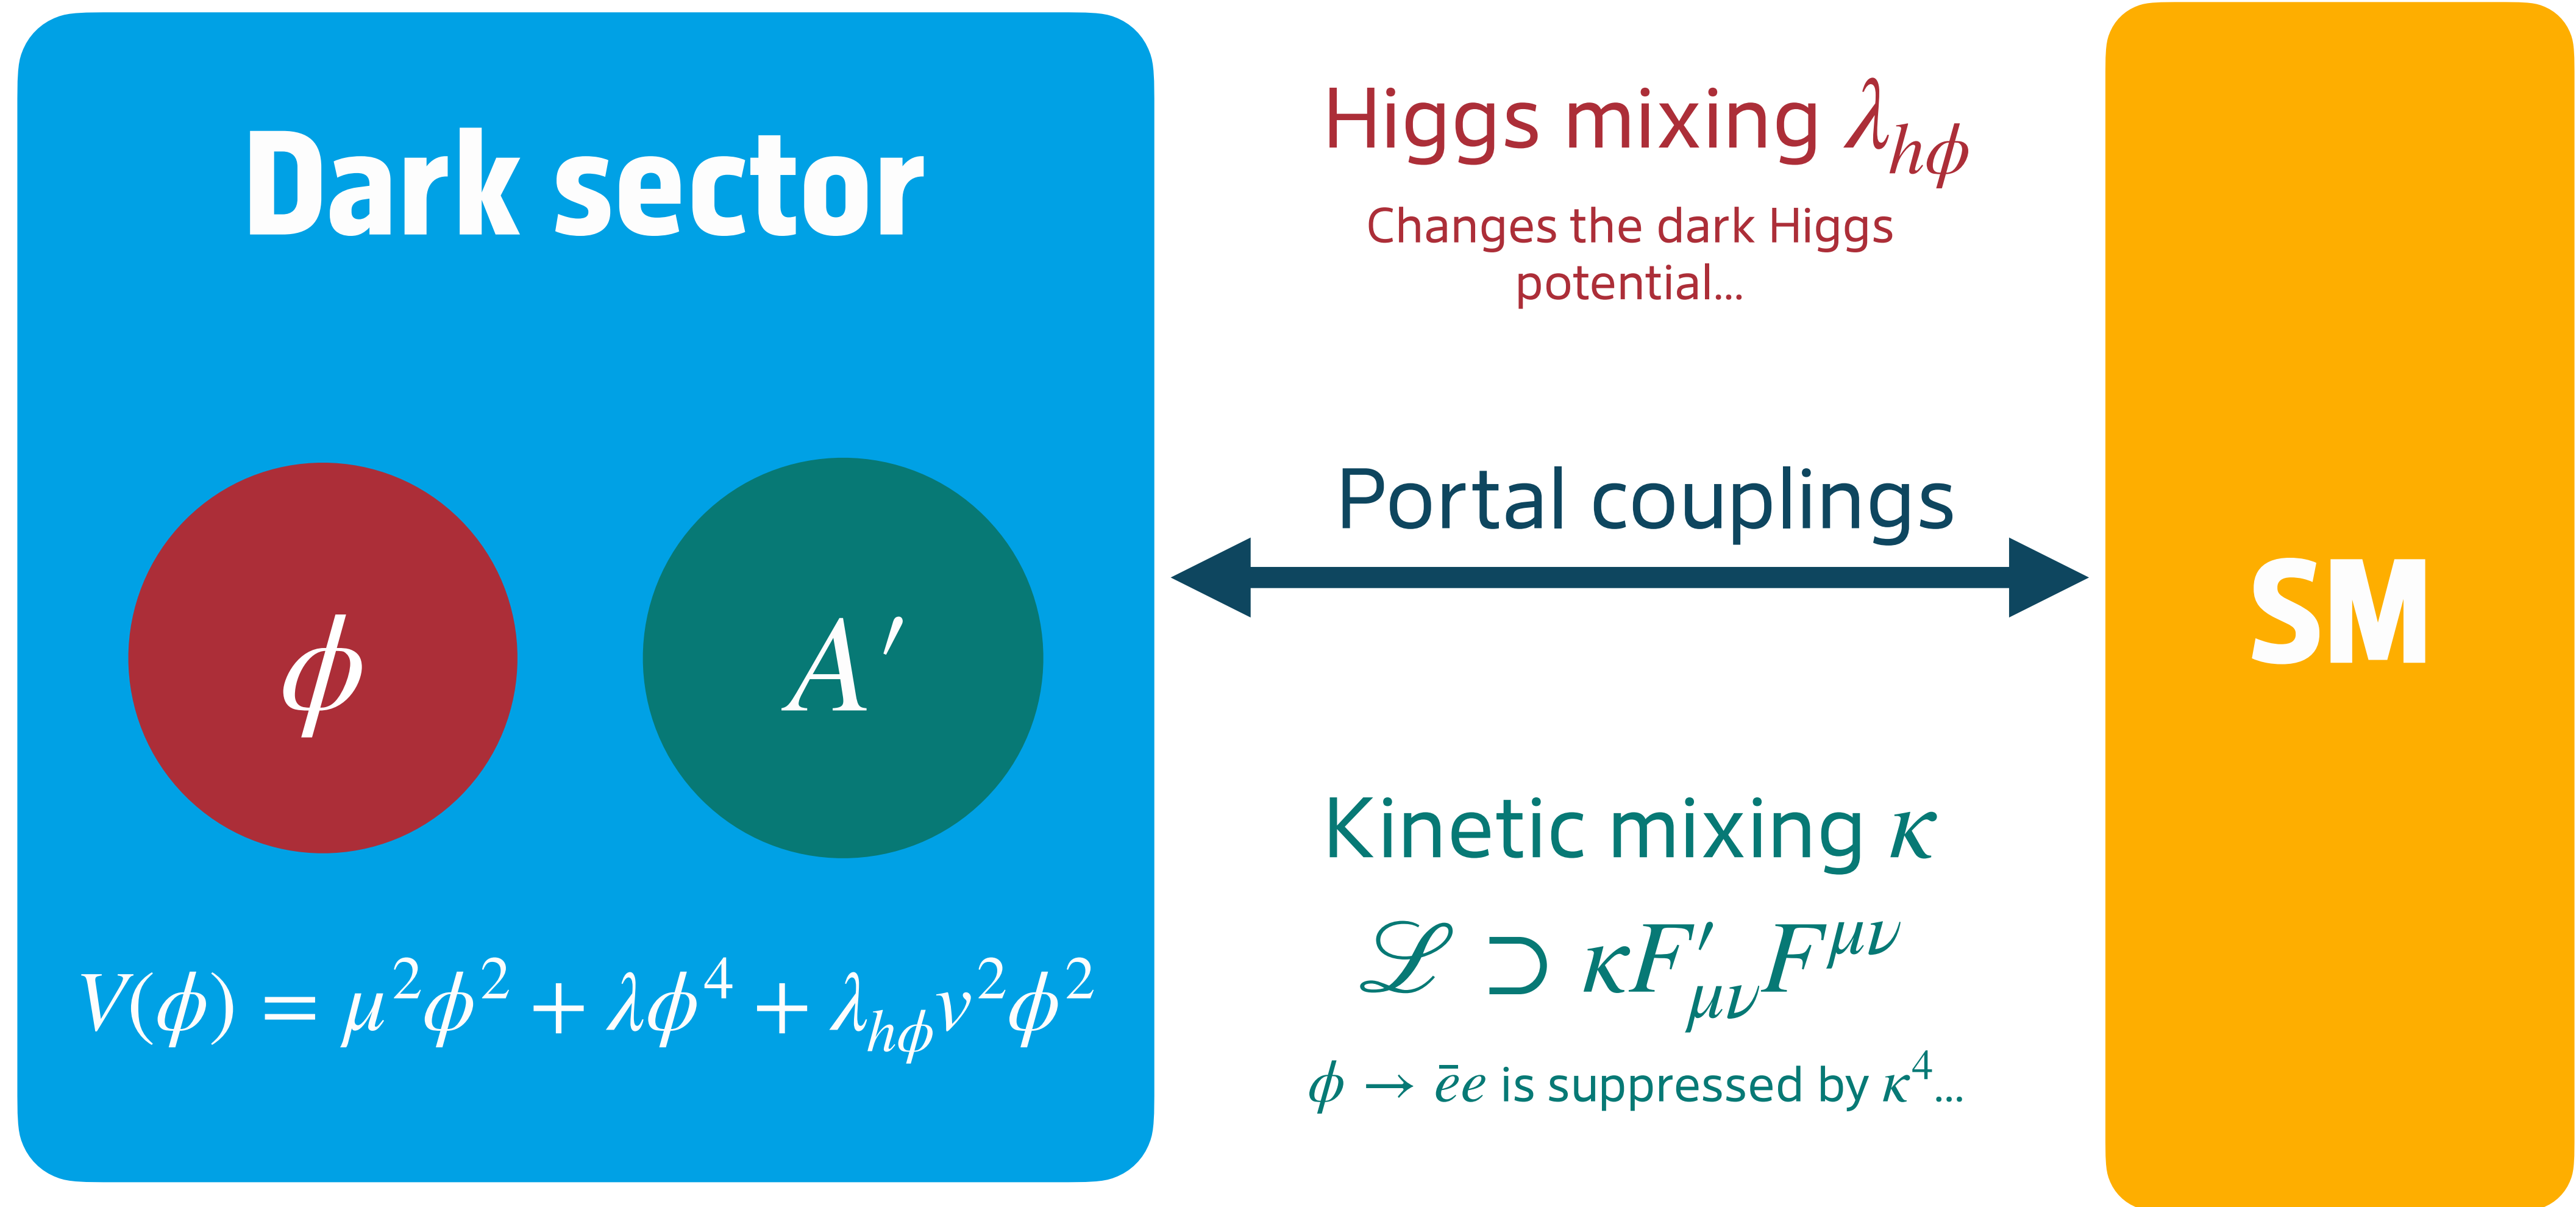 Dark sector
ϕ
A′
V(ϕ) = μ²ϕ² + λϕ⁴ + λ_{hϕ}v²ϕ²
Higgs mixing λ_{hϕ}
Changes the dark Higgs
potential...
Portal couplings
Kinetic mixing κ
ℒ ⊃ κF′_{μν}F^{μν}
ϕ → ēe is suppressed by κ⁴...
SM